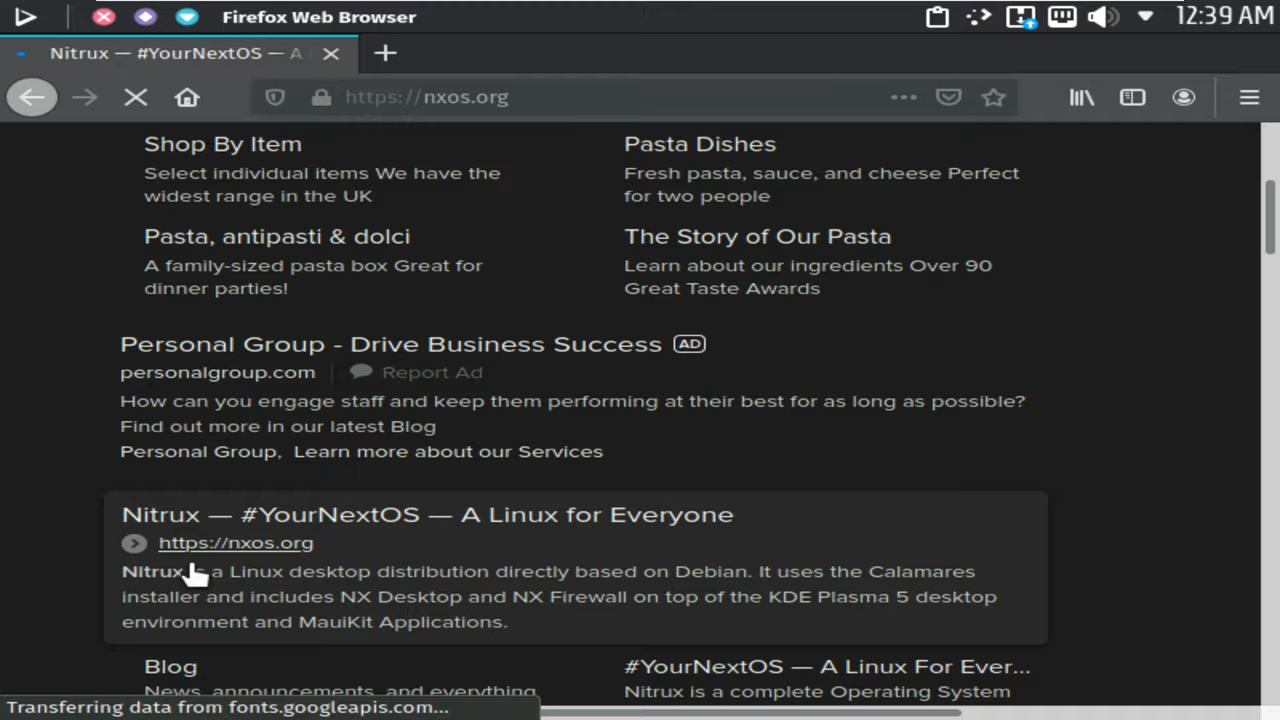 Firefox Web Browser
12:39 AM
Nitrux — #YourNextOS — A
https://nxos.org
Shop By Item
Select individual items We have the
widest range in the UK
Pasta Dishes
Fresh pasta, sauce, and cheese Perfect
for two people
Pasta, antipasti & dolci
A family-sized pasta box Great for
dinner parties!
The Story of Our Pasta
Learn about our ingredients Over 90
Great Taste Awards
Personal Group - Drive Business Success AD
personalgroup.com Report Ad
How can you engage staff and keep them performing at their best for as long as possible?
Find out more in our latest Blog
Personal Group, Learn more about our Services
Nitrux — #YourNextOS — A Linux for Everyone
https://nxos.org
Nitrux is a Linux desktop distribution directly based on Debian. It uses the Calamares
installer and includes NX Desktop and NX Firewall on top of the KDE Plasma 5 desktop
environment and MauiKit Applications.
Blog
News, announcements, and everything
#YourNextOS — A Linux For Ever...
Nitrux is a complete Operating System
Transferring data from fonts.googleapis.com...